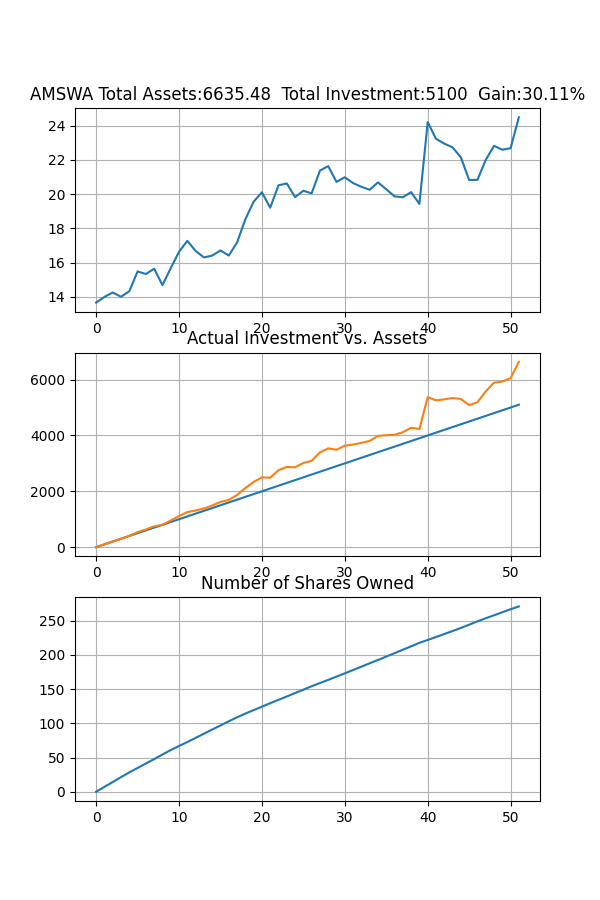 AMSWA Total Assets:6635.48  Total Investment:5100  Gain:30.11%
24
22
20
18
16
14
0 10 20 30 40 50
Actual Investment vs. Assets
6000
4000
2000
0
0 10 20 30 40 50
Number of Shares Owned
250
200
150
100
50
0
0 10 20 30 40 50